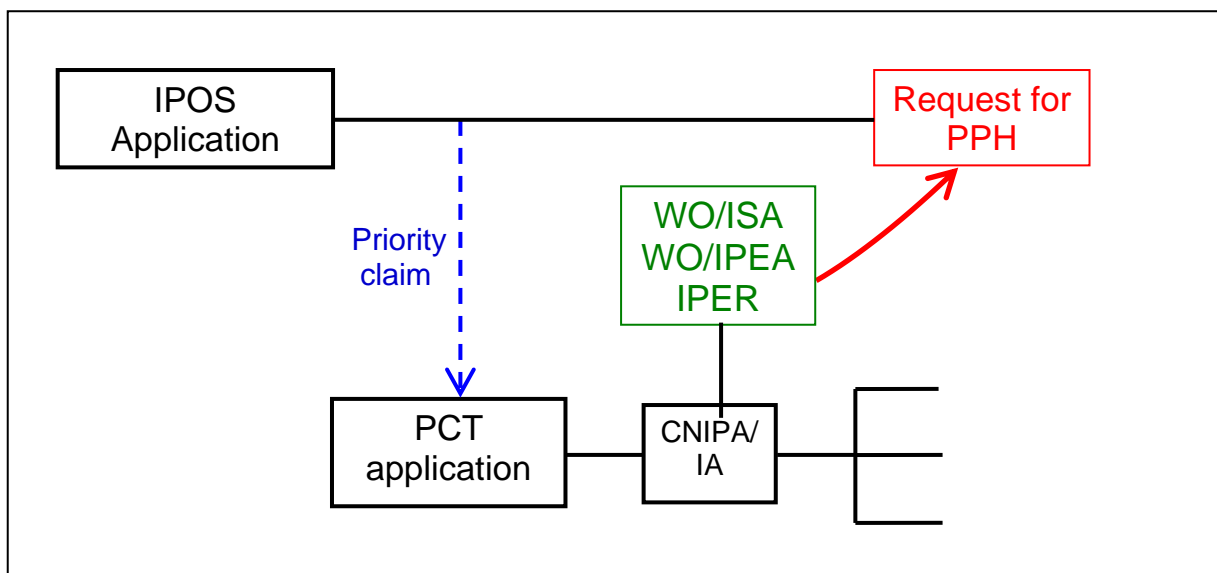 IPOS
Application
Request for
PPH
WO/ISA
WO/IPEA
IPER
Priority
claim
PCT
application
CNIPA/
IA